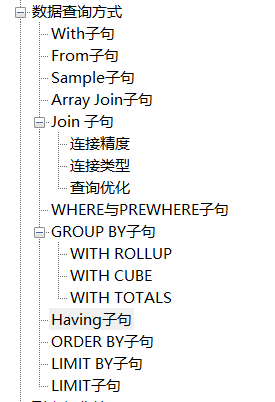 数据查询方式
With子句
From子句
Sample子句
Array Join子句
Join 子句
连接精度
连接类型
查询优化
WHERE与PREWHERE子句
GROUP BY子句
WITH ROLLUP
WITH CUBE
WITH TOTALS
Having子句
ORDER BY子句
LIMIT BY子句
LIMIT子句